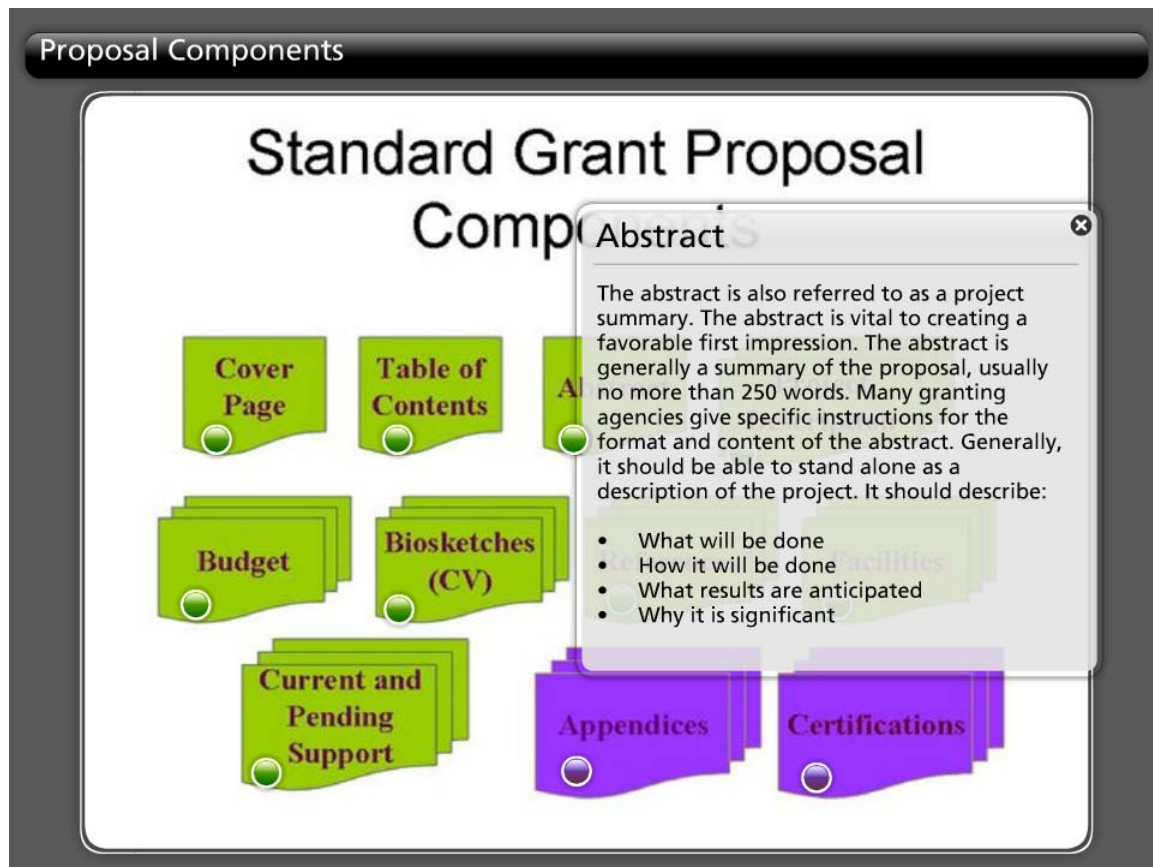 Proposal Components
Standard Grant Proposal
Components
Abstract
The abstract is also referred to as a project
summary. The abstract is vital to creating a
favorable first impression. The abstract is
generally a summary of the proposal, usually
no more than 250 words. Many granting
agencies give specific instructions for the
format and content of the abstract. Generally,
it should be able to stand alone as a
description of the project. It should describe:
• What will be done
• How it will be done
• What results are anticipated
• Why it is significant
Cover
Page
Table of
Contents
Abstract
Budget
Biosketches
(CV)
Facilities
Current and
Pending
Support
Appendices
Certifications